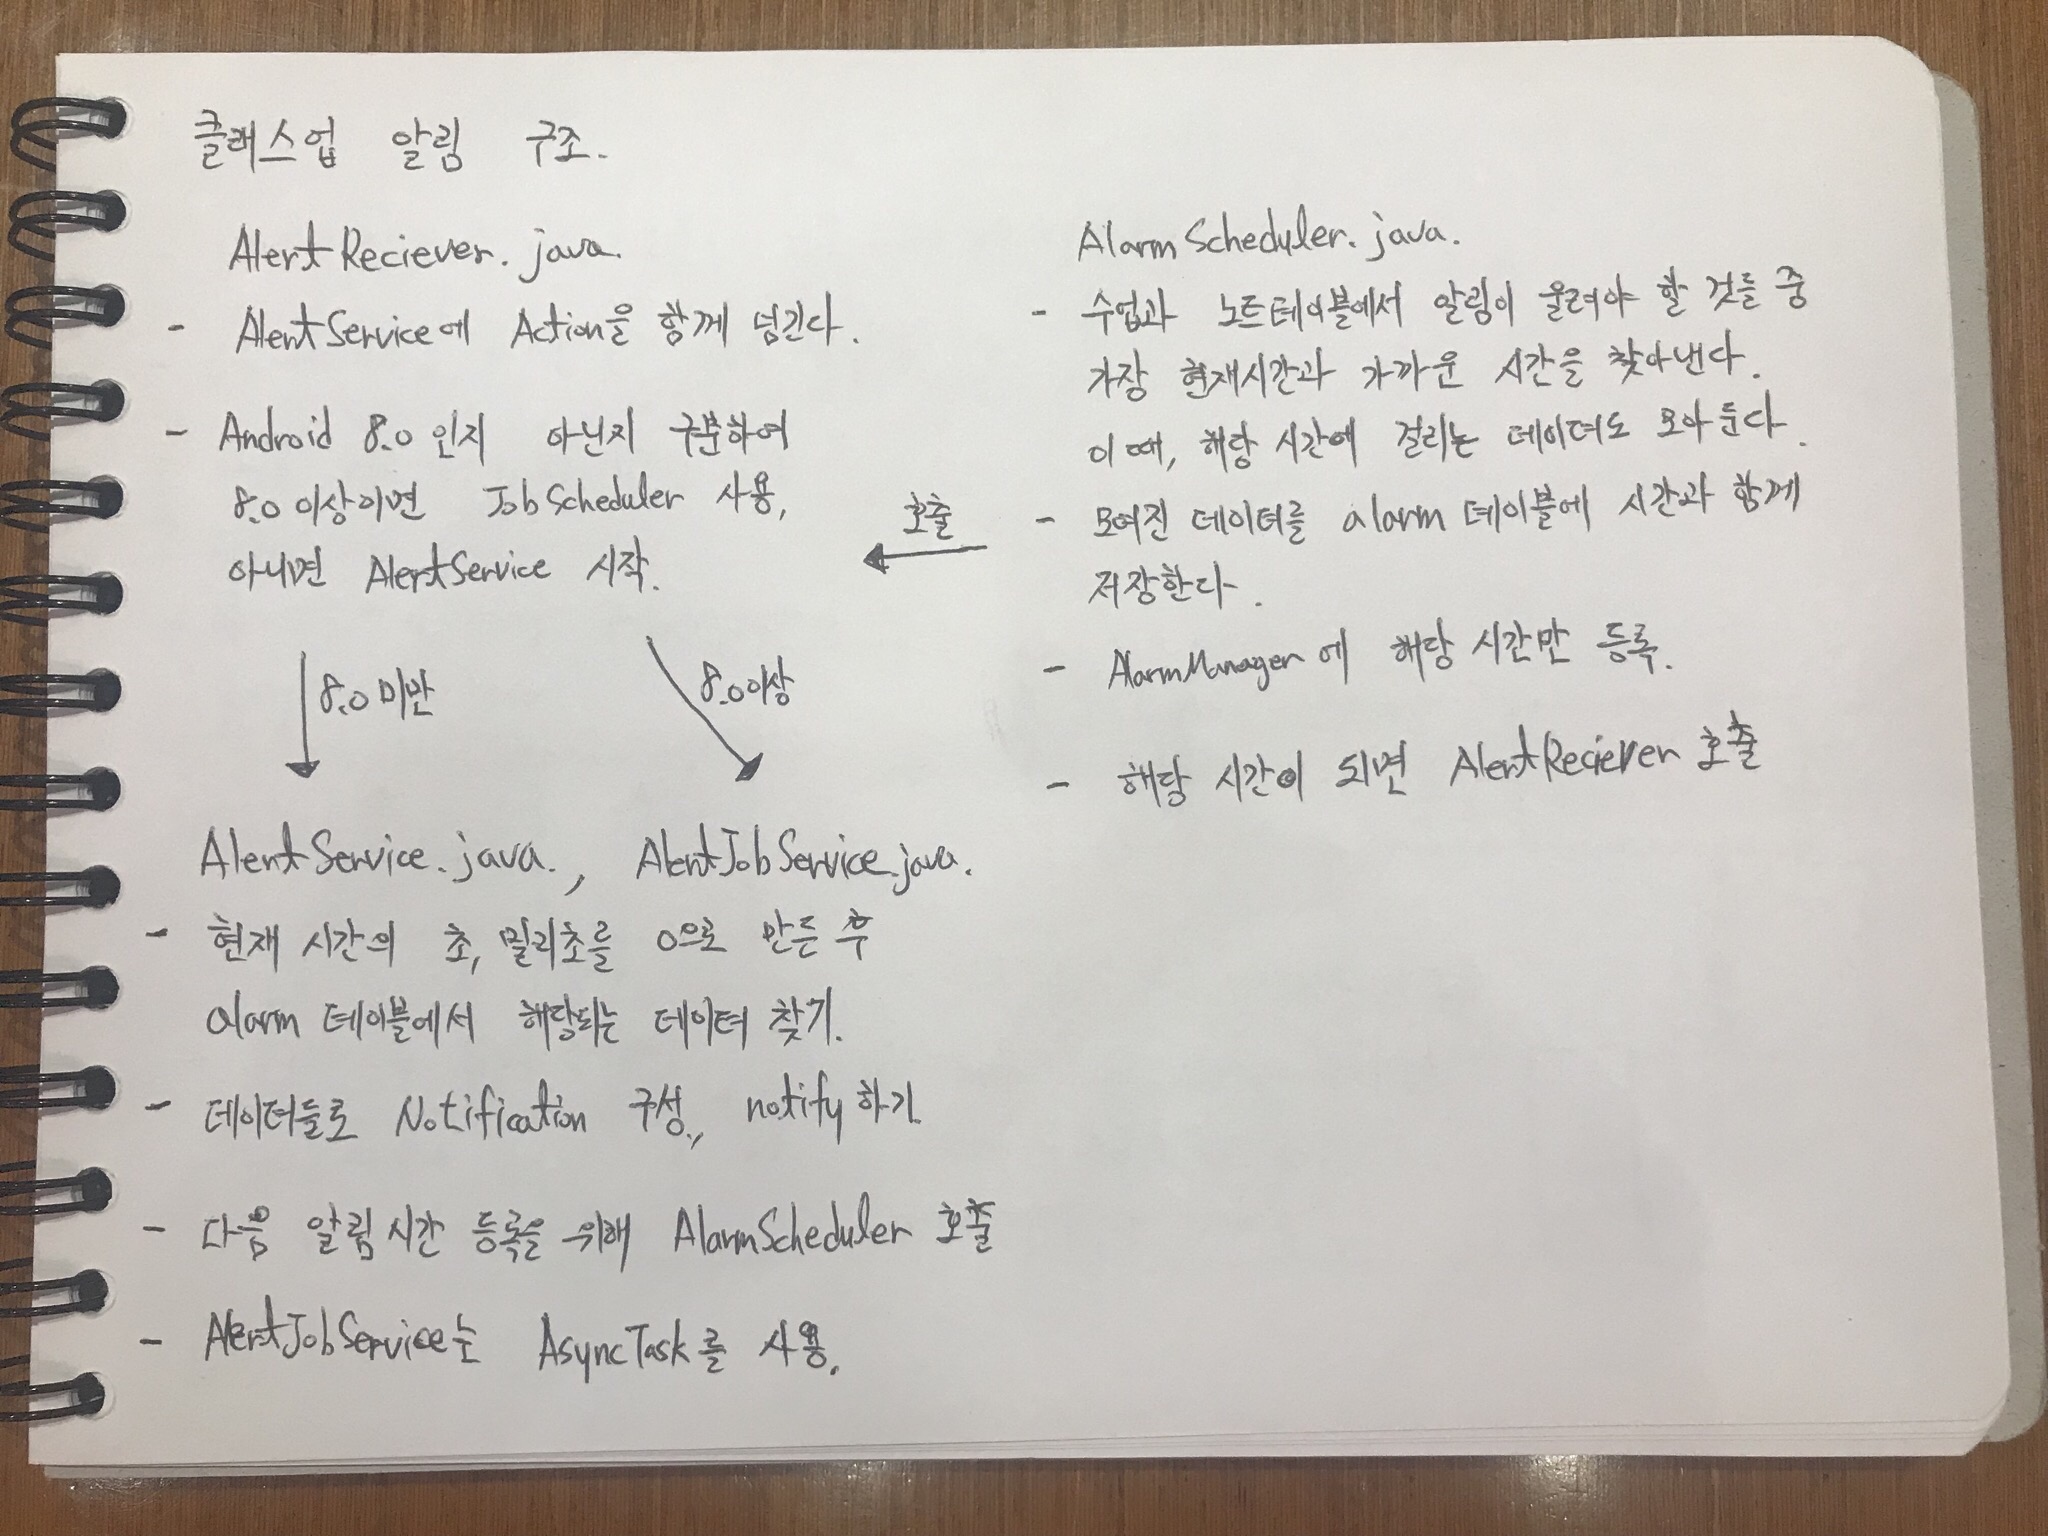 클래스업 알림 구조.
AlertReciever.java.
- AlertService에 Action을 함께 넘긴다.
- Android 8.0 인지 아닌지 구분하여
8.0 이상이면 JobScheduler 사용,
아니면 AlertService 시작.
호출
8.0 미만
8.0이상
AlarmScheduler.java.
- 수업과 노트테이블에서 알림이 울려야 할 것들 중
가장 현재시간과 가까운 시간을 찾아낸다.
이 때, 해당 시간에 걸리는 데이터도 모아둔다.
- 모여진 데이터를 alarm 테이블에 시간과 함께
저장한다.
- AlarmManager에 해당 시간만 등록.
- 해당 시간이 되면 AlertReciever 호출
AlertService.java., AlertJobService.java.
- 현재 시간의 초, 밀리초를 0으로 만든 후
alarm 테이블에서 해당되는 데이터 찾기.
- 데이터들로 Notification 구성., notify하기.
- 다음 알림시간 등록을 위해 AlarmScheduler 호출
- AlertJobService는 AsyncTask를 사용.